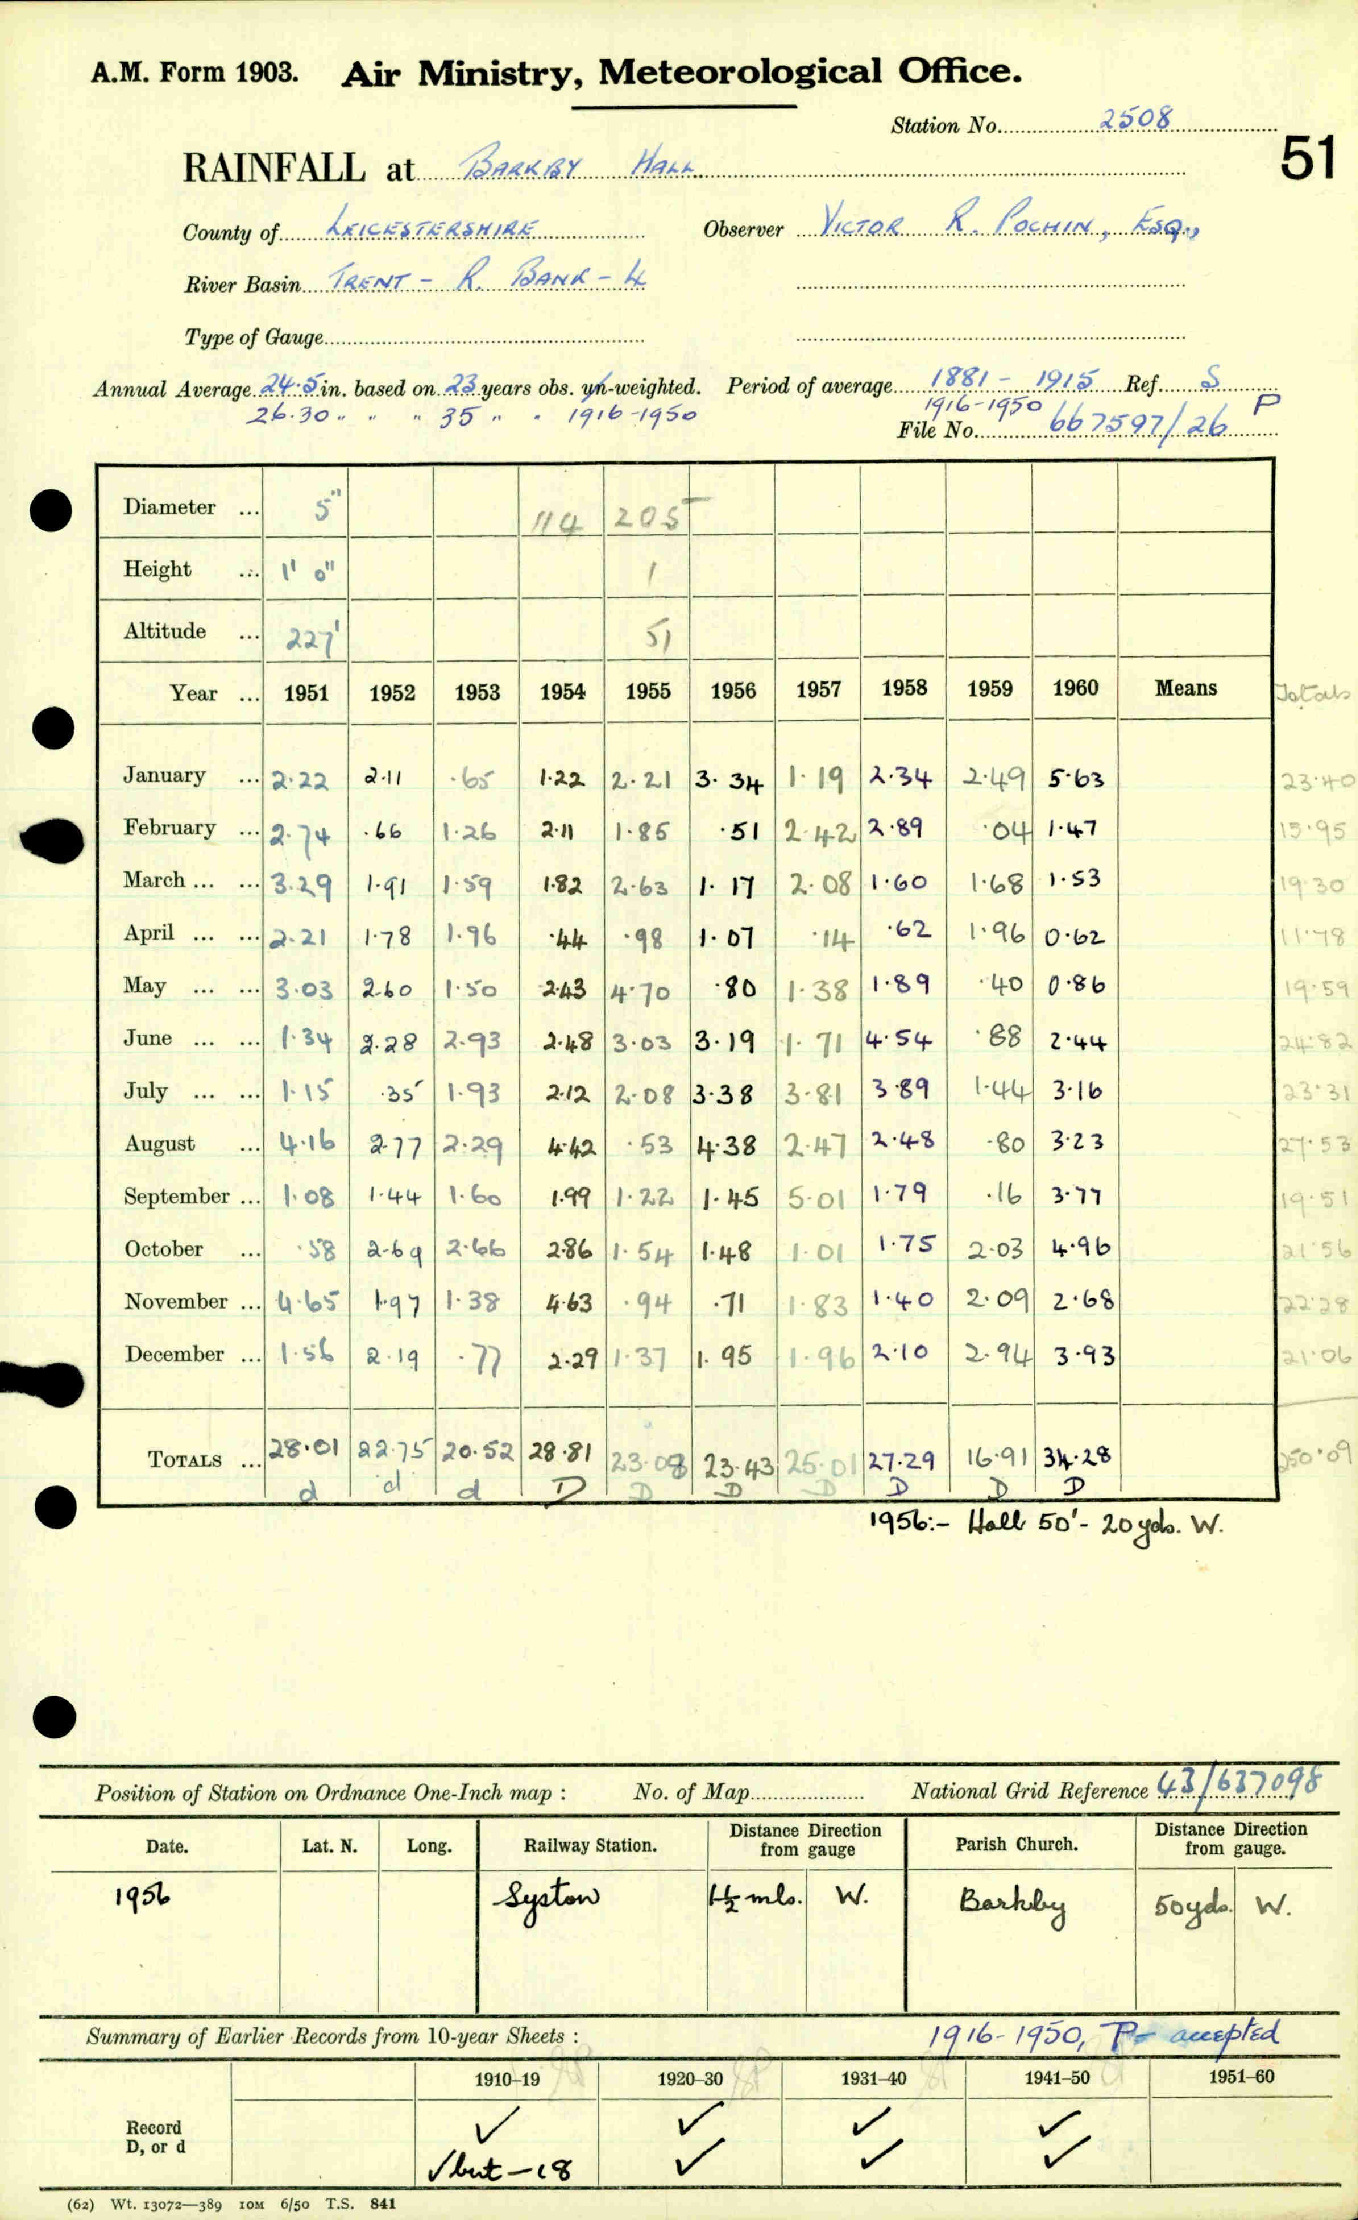 A.M. Form 1903. Air Ministry, Meteorological Office.
Station No. 2508
51
RAINFALL at BARKBY HALL
County of LEICESTERSHIRE Observer VICTOR R. POCHIN, ESQ.,
River Basin TRENT - R. BANK - 4
Type of Gauge
Annual Average 24.5 in. based on 23 years obs. un-weighted. Period of average 1881 - 1915 Ref. S
26.30 " " " 35 " " 1916-1950 1916-1950 P
File No. 667597/26
Diameter ... 5" 114 205
Height ... 1' 0" 1
Altitude ... 227' 51
Year ... 1951 1952 1953 1954 1955 1956 1957 1958 1959 1960 Means Totals
January ... 2.22 2.11 .65 1.22 2.21 3.34 1.19 2.34 2.49 5.63 23.40
February ... 2.74 .66 1.26 2.11 1.85 .51 2.42 2.89 .04 1.47 15.95
March ... ... 3.29 1.91 1.59 1.82 2.63 1.17 2.08 1.60 1.68 1.53 19.30
April ... ... 2.21 1.78 1.96 .44 .98 1.07 .14 .62 1.96 0.62 11.78
May ... ... 3.03 2.60 1.50 2.43 4.70 .80 1.38 1.89 .40 0.86 19.59
June ... ... 1.34 2.28 2.93 2.48 3.03 3.19 1.71 4.54 .88 2.44 24.82
July ... ... 1.15 .35 1.93 2.12 2.08 3.38 3.81 3.89 1.44 3.16 23.31
August ... 4.16 2.77 2.29 4.42 .53 4.38 2.47 2.48 .80 3.23 27.53
September ... 1.08 1.44 1.60 1.99 1.22 1.45 5.01 1.79 .16 3.77 19.51
October ... .58 2.69 2.66 2.86 1.54 1.48 1.01 1.75 2.03 4.96 21.56
November ... 4.65 1.97 1.38 4.63 .94 .71 1.83 1.40 2.09 2.68 22.28
December ... 1.56 2.19 .77 2.29 1.37 1.95 1.96 2.10 2.94 3.93 21.06
TOTALS ... 28.01 22.75 20.52 28.81 23.08 23.43 25.01 27.29 16.91 34.28 250.09
d d d D D D D D D D
1956:- Hall 50' - 20 yds. W.
Position of Station on Ordnance One-Inch map : No. of Map National Grid Reference 43/637098
Date. Lat. N. Long. Railway Station. Distance Direction from gauge Parish Church. Distance Direction from gauge.
1956 Syston 1½ mls. W. Barkby 50 yds. W.
Summary of Earlier Records from 10-year Sheets : 1916-1950, P- accepted
1910–19 1920–30 1931–40 1941–50 1951–60
Record ✓ ✓ ✓ ✓
D, or d ✓ but -18 ✓ ✓ ✓
(62) Wt. 13072—389 10M 6/50 T.S. 841